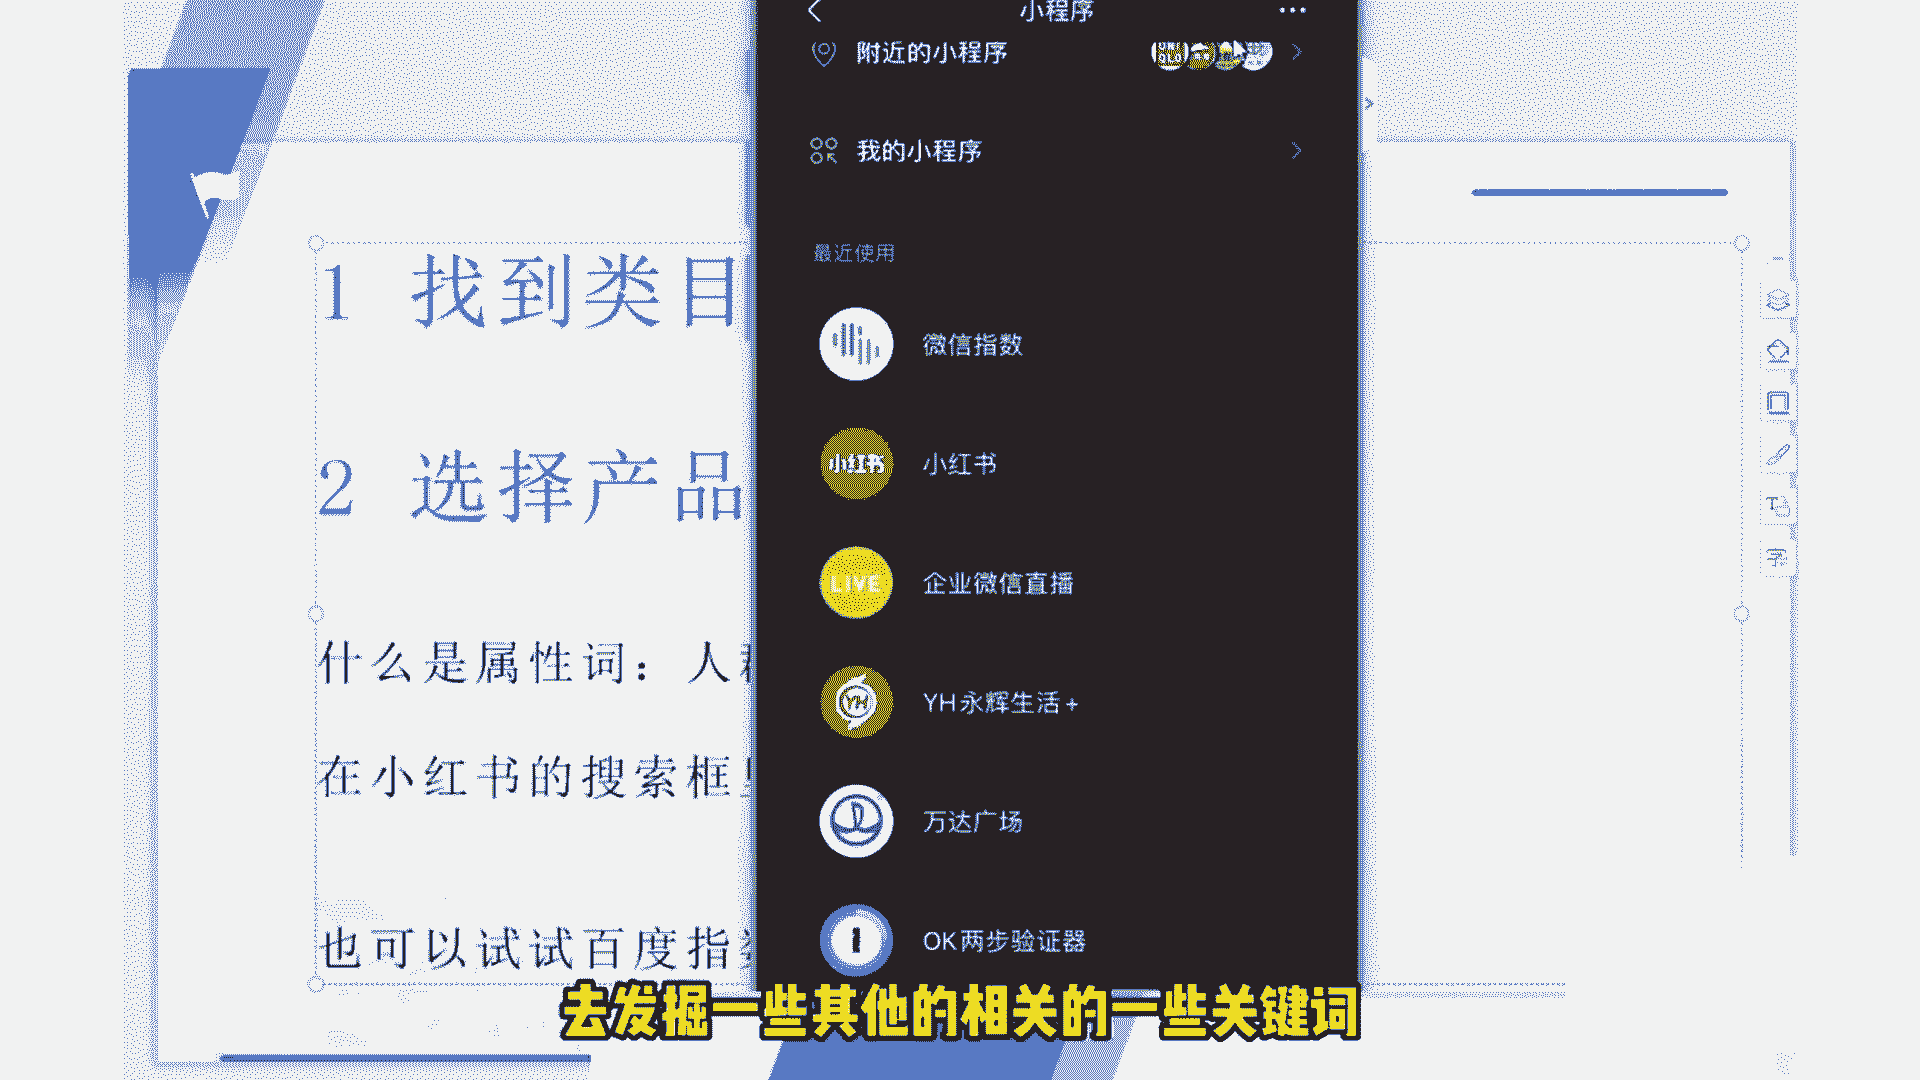 小程序
附近的小程序
我的小程序
最近使用
微信指数
小红书
小红书
LIVE
企业微信直播
YH
YH永辉生活+
万达广场
OK两步验证器
1 找到类目
2 选择产品
什么是属性词：人
在小红书的搜索框
也可以试试百度指
T
字
去发掘一些其他的相关的一些关键词